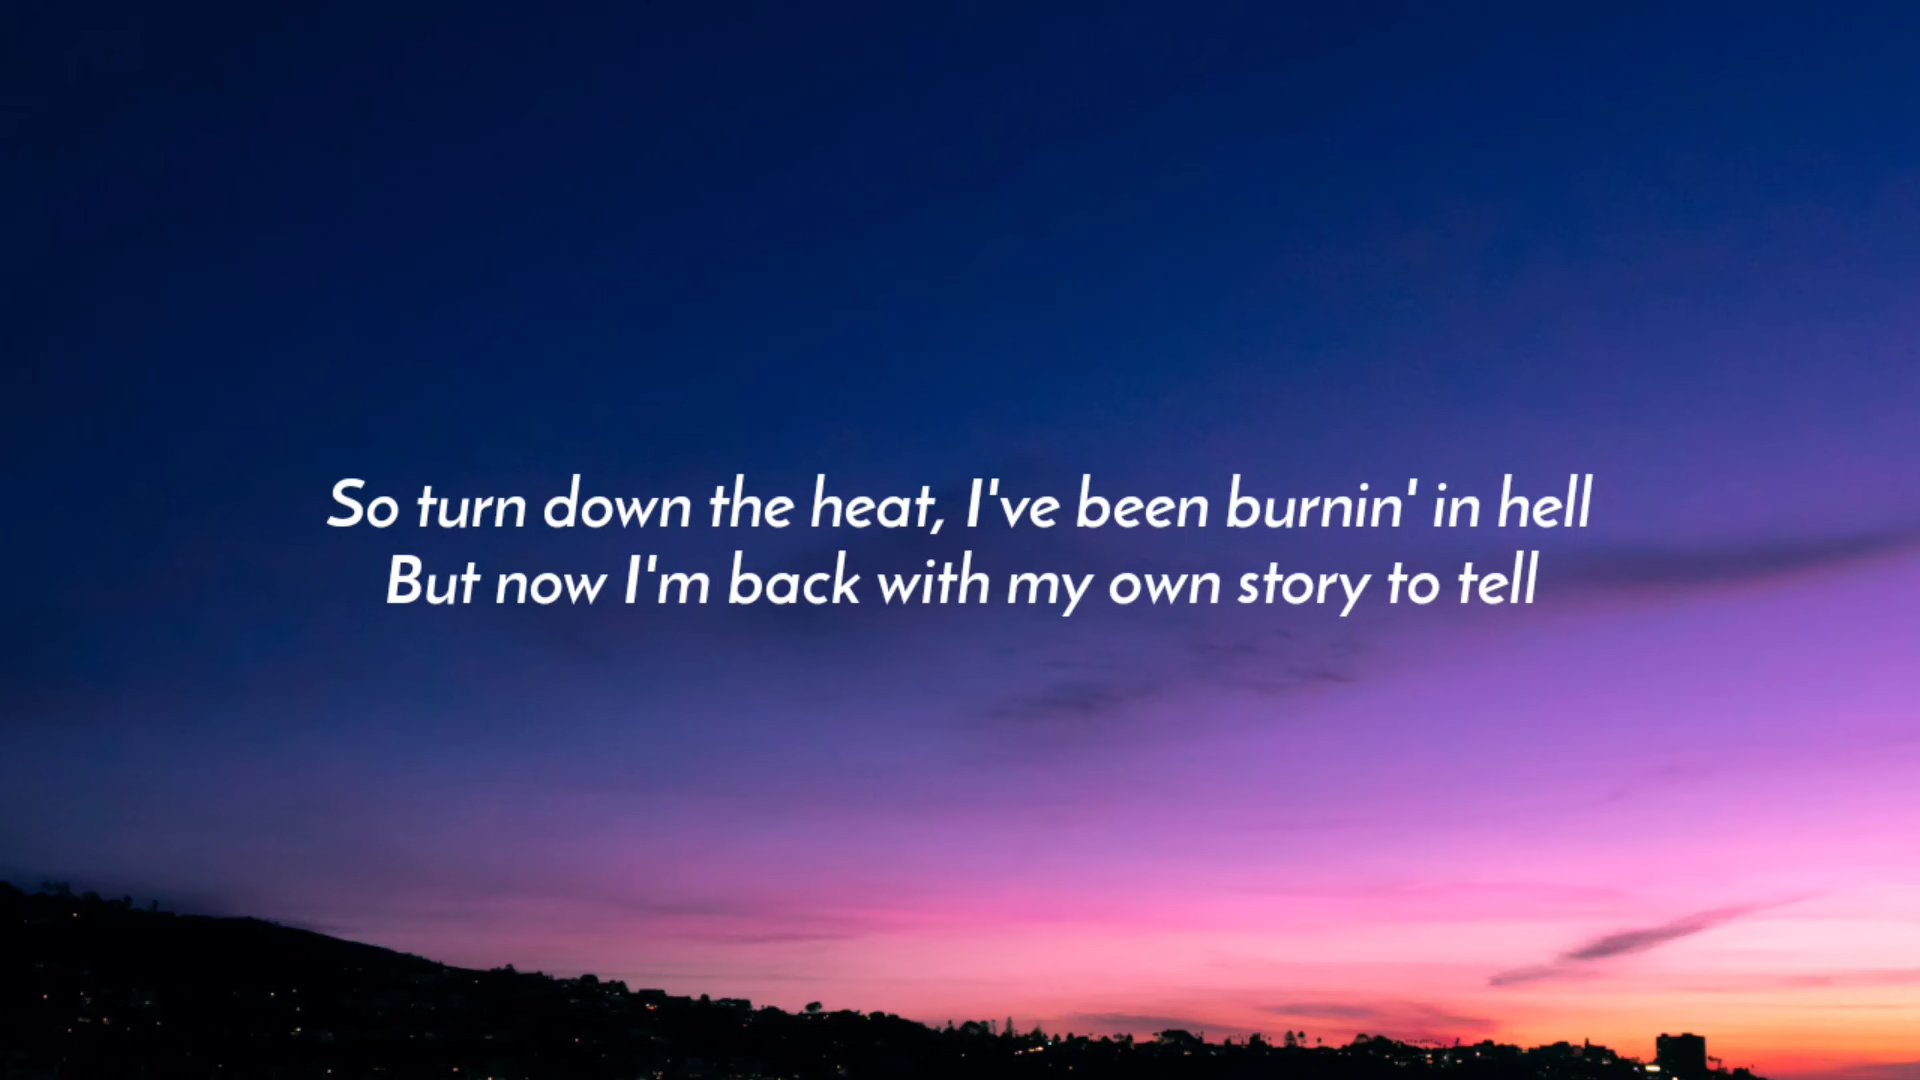 So turn down the heat, I've been burnin' in hell
But now I'm back with my own story to tell